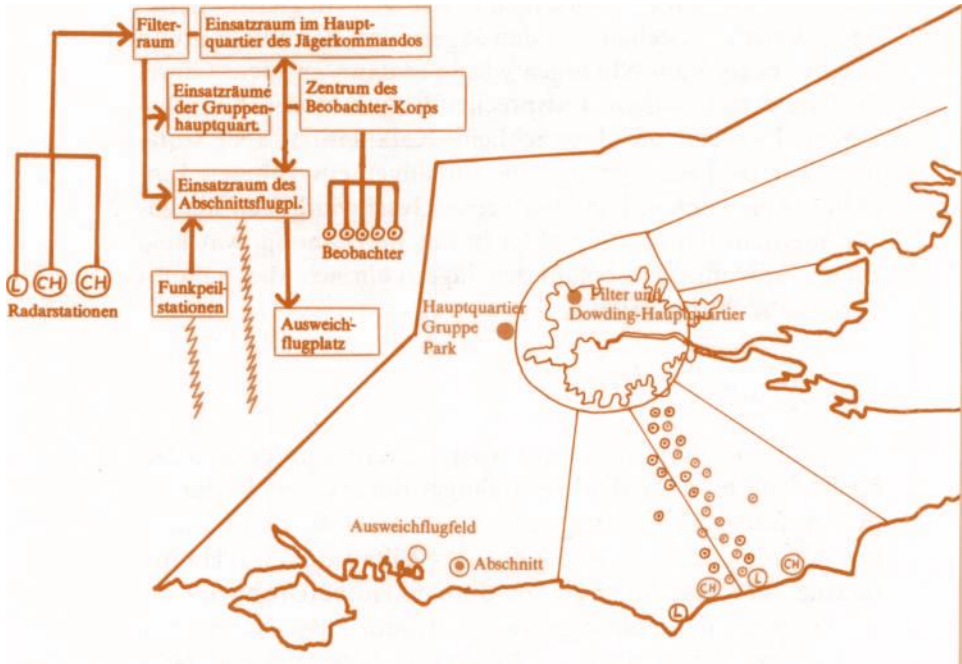 Filter-
raum
Einsatzraum im Haupt-
quartier des Jägerkommandos
Einsatzräume
der Gruppen-
hauptquart.
Zentrum des
Beobachter-Korps
Einsatzraum des
Abschnittsflugpl.
L
CH
CH
Radarstationen
Funkpeil-
stationen
Beobachter
Ausweich-
flugplatz
Hauptquartier
Gruppe
Park
Filter und
Dowding-Hauptquartier
Ausweichflugfeld
Abschnitt
L
CH
L
CH